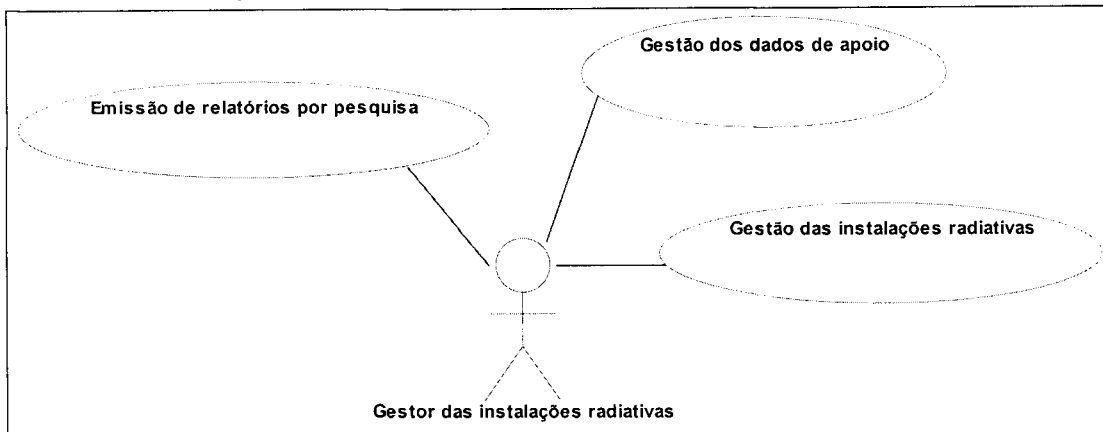 Gestão dos dados de apoio
Emissão de relatórios por pesquisa
Gestão das instalações radiativas
Gestor das instalações radiativas